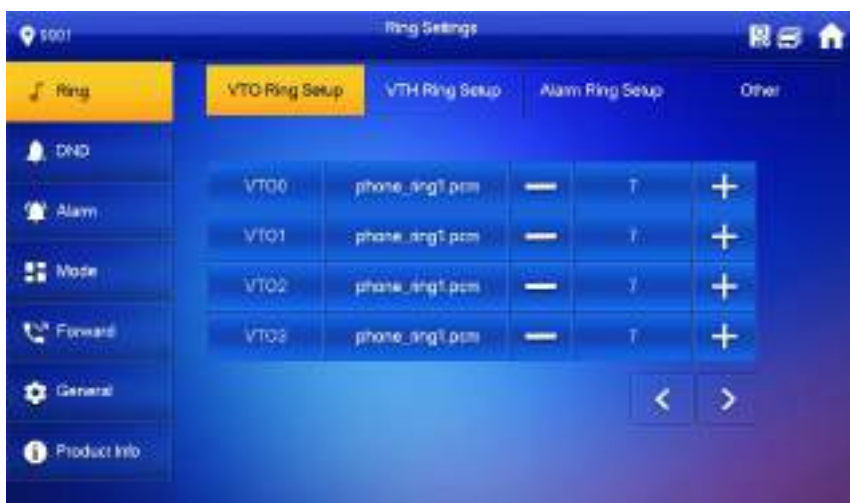 9001
Ring Settings
Ring
VTO Ring Setup
VTH Ring Setup
Alarm Ring Setup
Other
DND
VTO0 phone_ring1.pcm 7
Alarm
VTO1 phone_ring1.pcm 7
Mode
VTO2 phone_ring1.pcm 7
Forward
VTO3 phone_ring1.pcm 7
General
Product Info